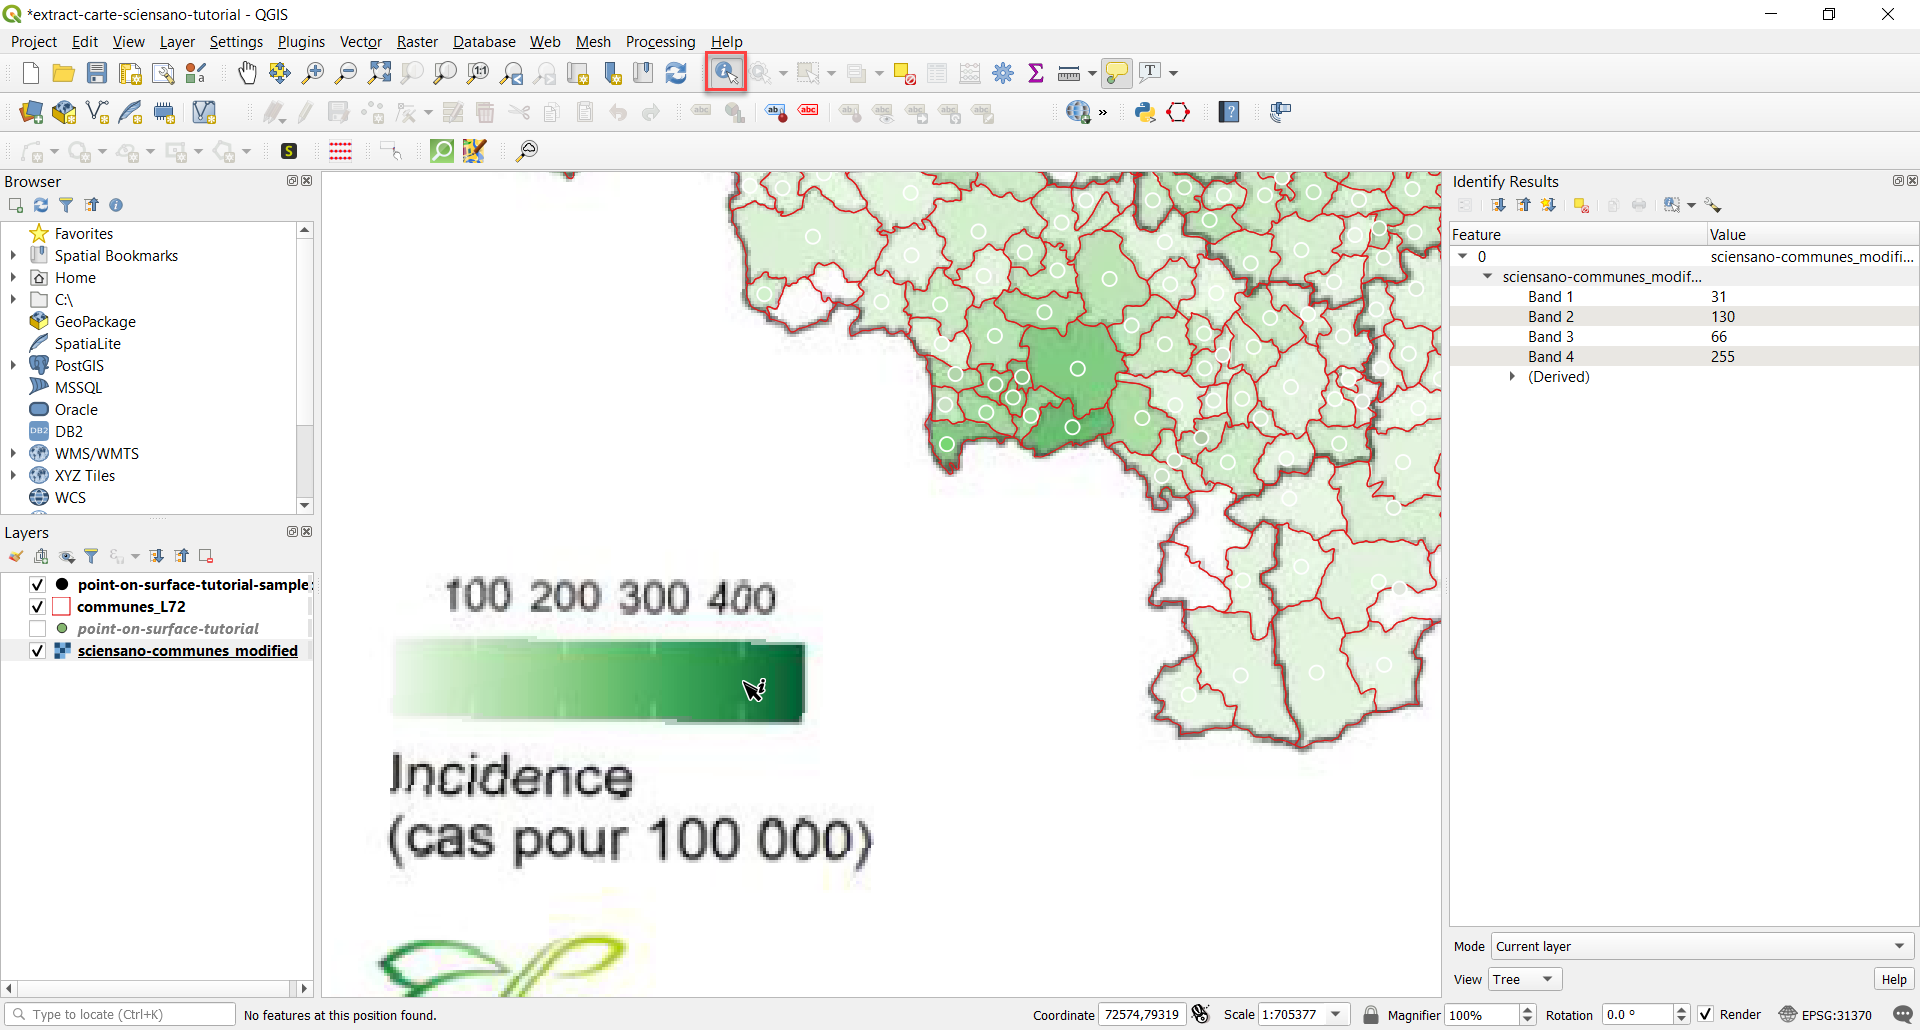 *extract-carte-sciensano-tutorial - QGIS
Project Edit View Layer Settings Plugins Vector Raster Database Web Mesh Processing Help
Browser
Favorites
Spatial Bookmarks
Home
C:\
GeoPackage
SpatiaLite
PostGIS
MSSQL
Oracle
DB2
WMS/WMTS
XYZ Tiles
WCS
Layers
point-on-surface-tutorial-sample
communes_L72
point-on-surface-tutorial
sciensano-communes_modified
100 200 300 400
Incidence
(cas pour 100 000)
Identify Results
Feature Value
0 sciensano-communes_modifi...
sciensano-communes_modif...
Band 1 31
Band 2 130
Band 3 66
Band 4 255
(Derived)
Mode Current layer
View Tree Help
Type to locate (Ctrl+K) No features at this position found. Coordinate 72574,79319 Scale 1:705377 Magnifier 100% Rotation 0.0 ° Render EPSG:31370